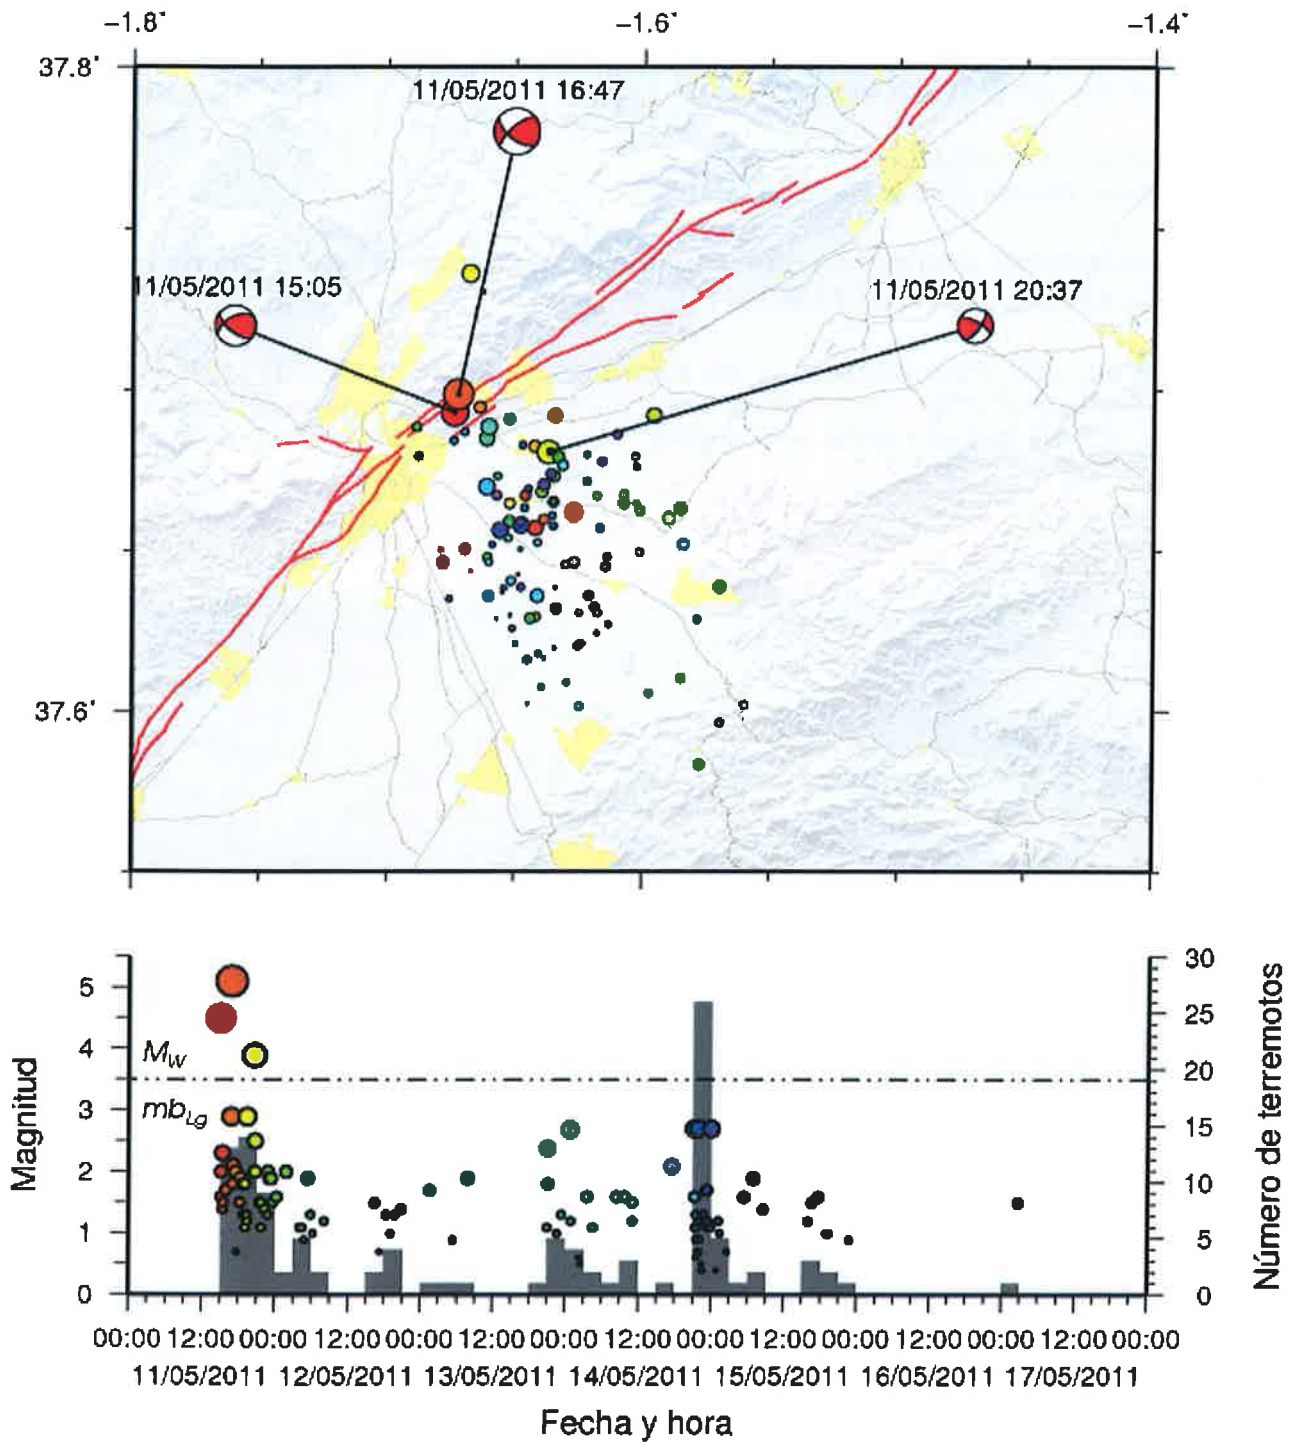 −1.8° −1.6° −1.4°
37.8°
11/05/2011 16:47
11/05/2011 15:05
11/05/2011 20:37
37.6°
Magnitud
5
4
3
2
1
0
Mw
mbLg
30
25
20
15
10
5
0
Número de terremotos
00:00 12:00 00:00 12:00 00:00 12:00 00:00 12:00 00:00 12:00 00:00 12:00 00:00 12:00 00:00
11/05/2011 12/05/2011 13/05/2011 14/05/2011 15/05/2011 16/05/2011 17/05/2011
Fecha y hora